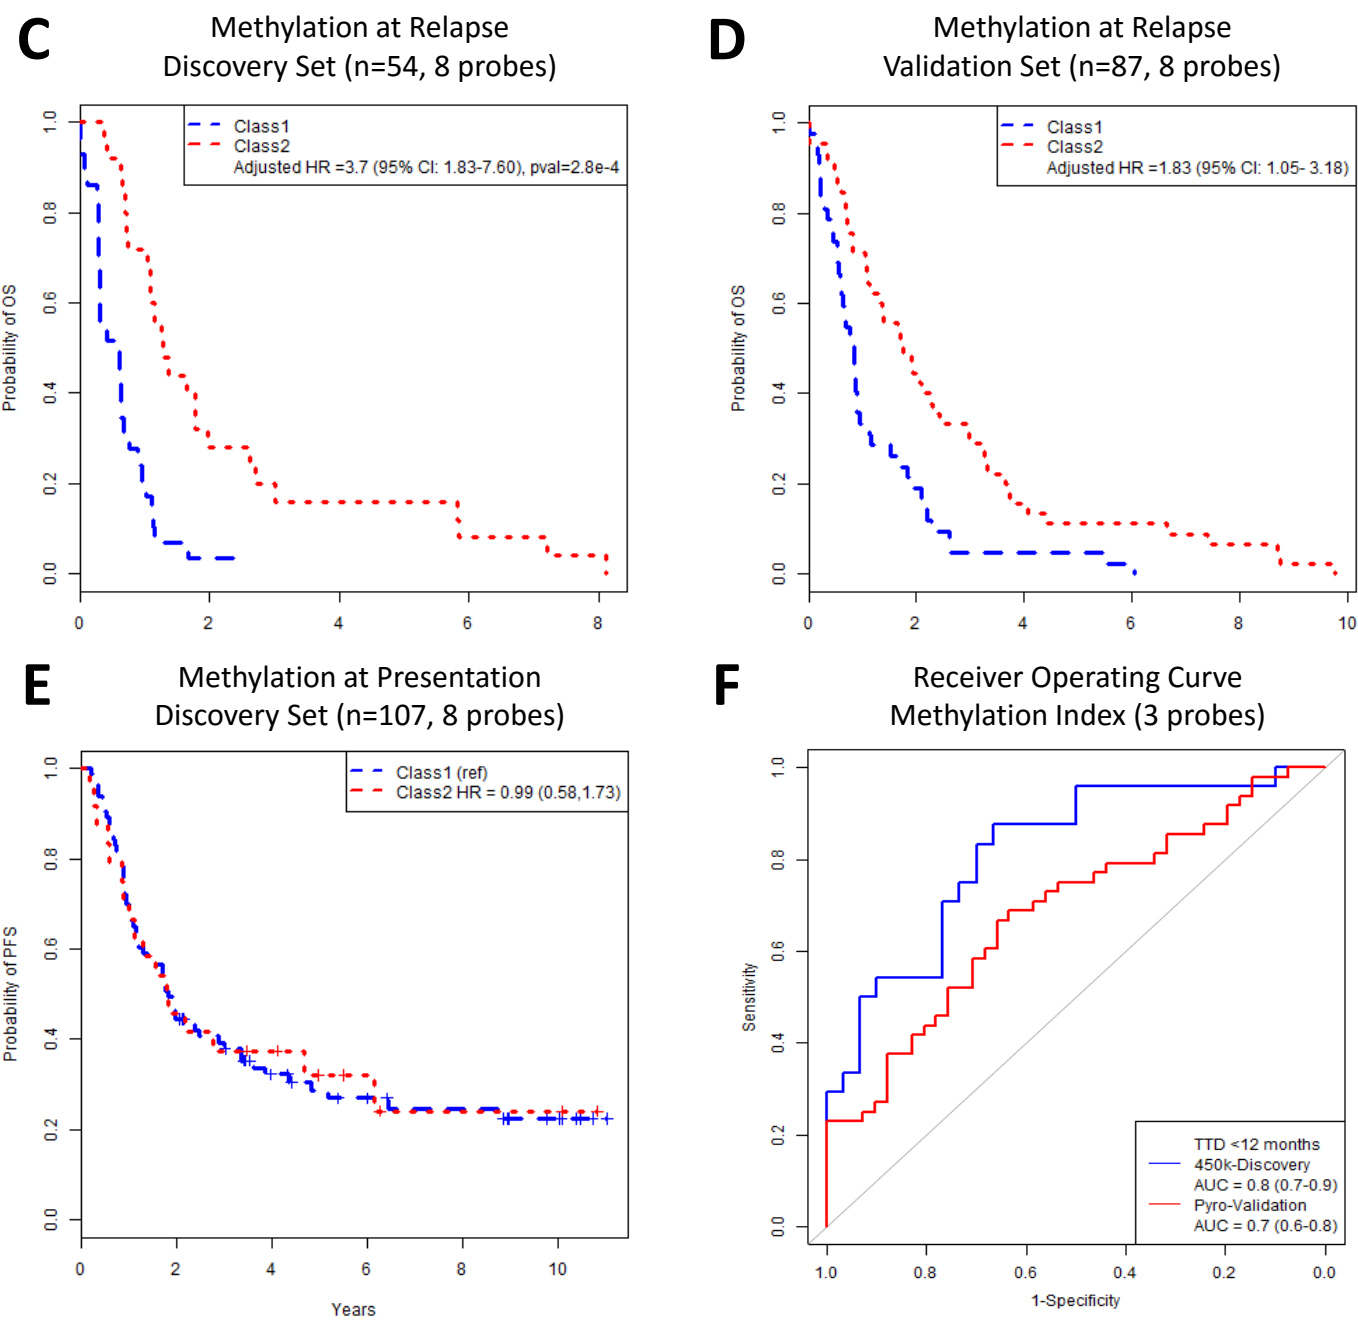 C
Methylation at Relapse
Discovery Set (n=54, 8 probes)
Class1
Class2
Adjusted HR =3.7 (95% CI: 1.83-7.60), pval=2.8e-4
Probability of OS
1.0
0.8
0.6
0.4
0.2
0.0
0 2 4 6 8
D
Methylation at Relapse
Validation Set (n=87, 8 probes)
Class1
Class2
Adjusted HR =1.83 (95% CI: 1.05- 3.18)
Probability of OS
1.0
0.8
0.6
0.4
0.2
0.0
0 2 4 6 8 10
E
Methylation at Presentation
Discovery Set (n=107, 8 probes)
Class1 (ref)
Class2 HR = 0.99 (0.58,1.73)
Probability of PFS
1.0
0.8
0.6
0.4
0.2
0.0
0 2 4 6 8 10
Years
F
Receiver Operating Curve
Methylation Index (3 probes)
Sensitivity
1.0
0.8
0.6
0.4
0.2
0.0
TTD <12 months
450k-Discovery
AUC = 0.8 (0.7-0.9)
Pyro-Validation
AUC = 0.7 (0.6-0.8)
1.0 0.8 0.6 0.4 0.2 0.0
1-Specificity